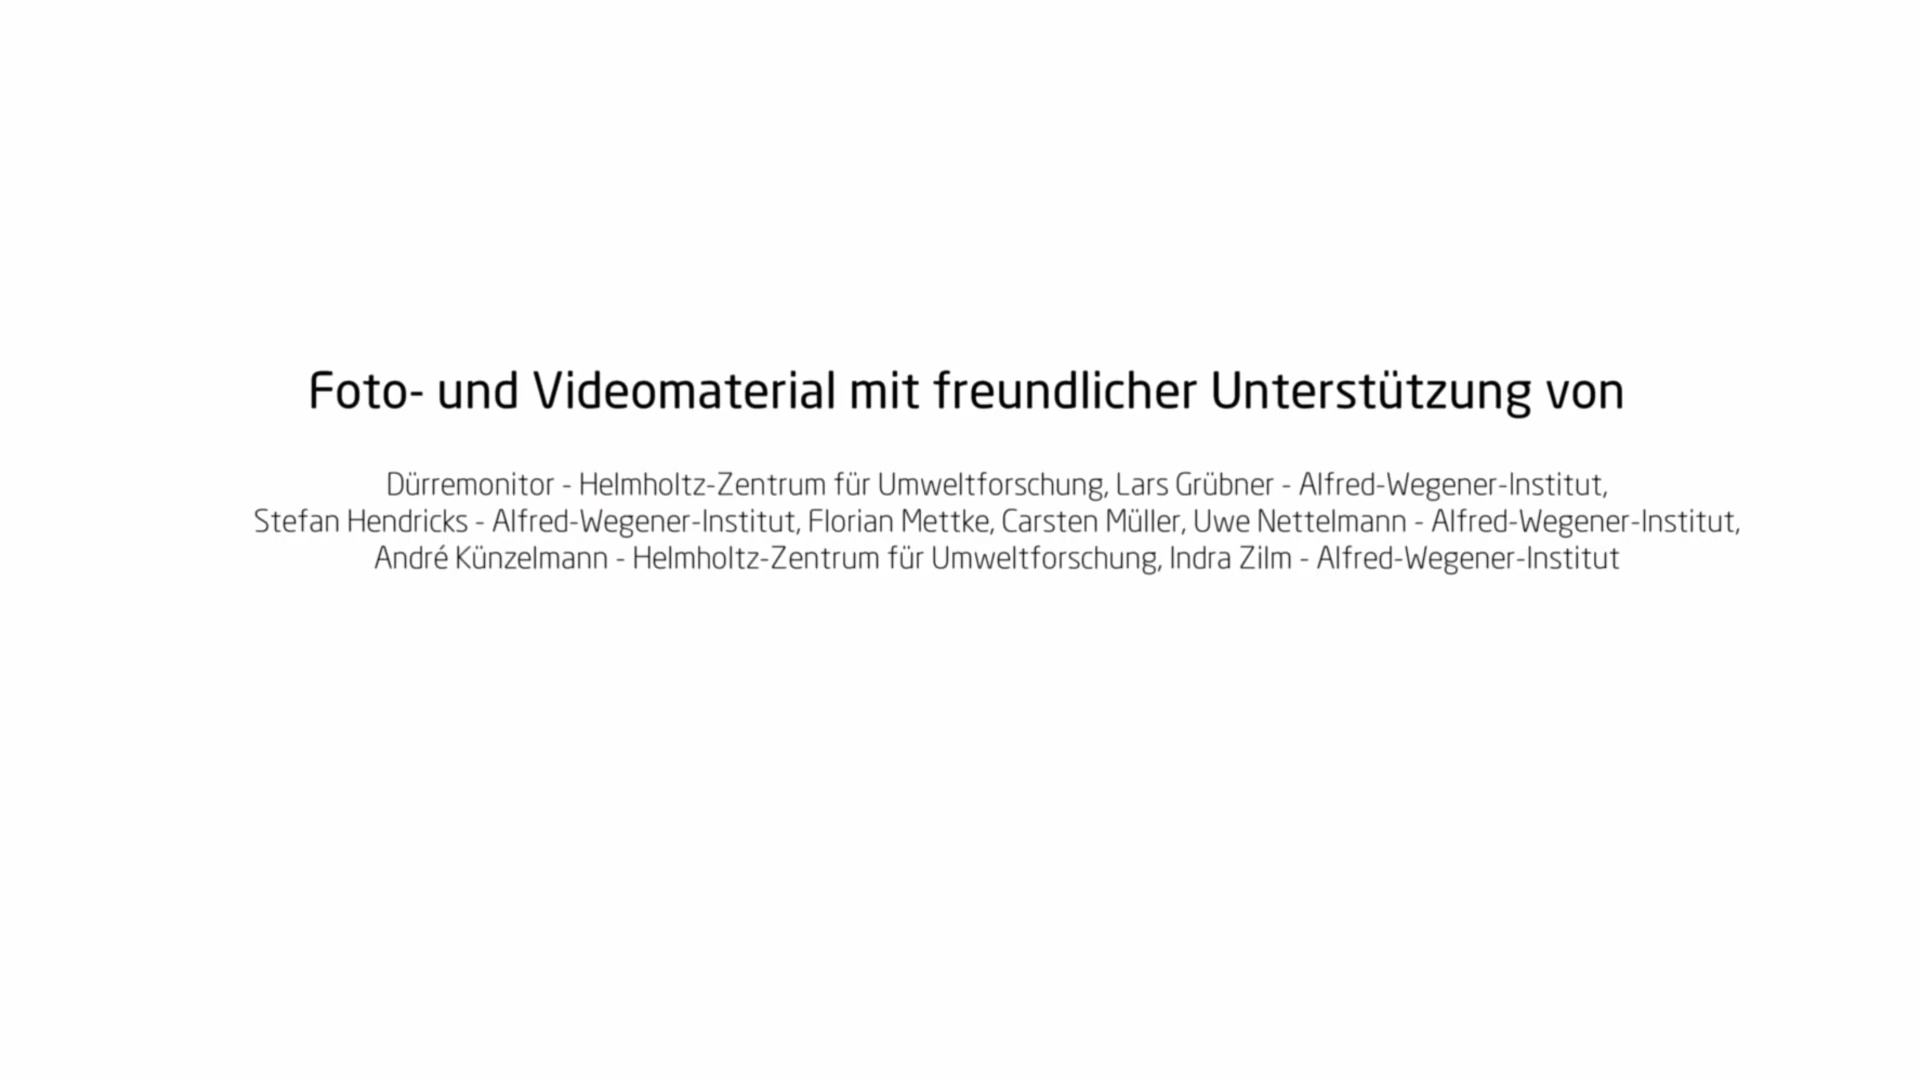 Foto- und Videomaterial mit freundlicher Unterstützung von
Dürremonitor - Helmholtz-Zentrum für Umweltforschung, Lars Grübner - Alfred-Wegener-Institut,
Stefan Hendricks - Alfred-Wegener-Institut, Florian Mettke, Carsten Müller, Uwe Nettelmann - Alfred-Wegener-Institut,
André Künzelmann - Helmholtz-Zentrum für Umweltforschung, Indra Zilm - Alfred-Wegener-Institut